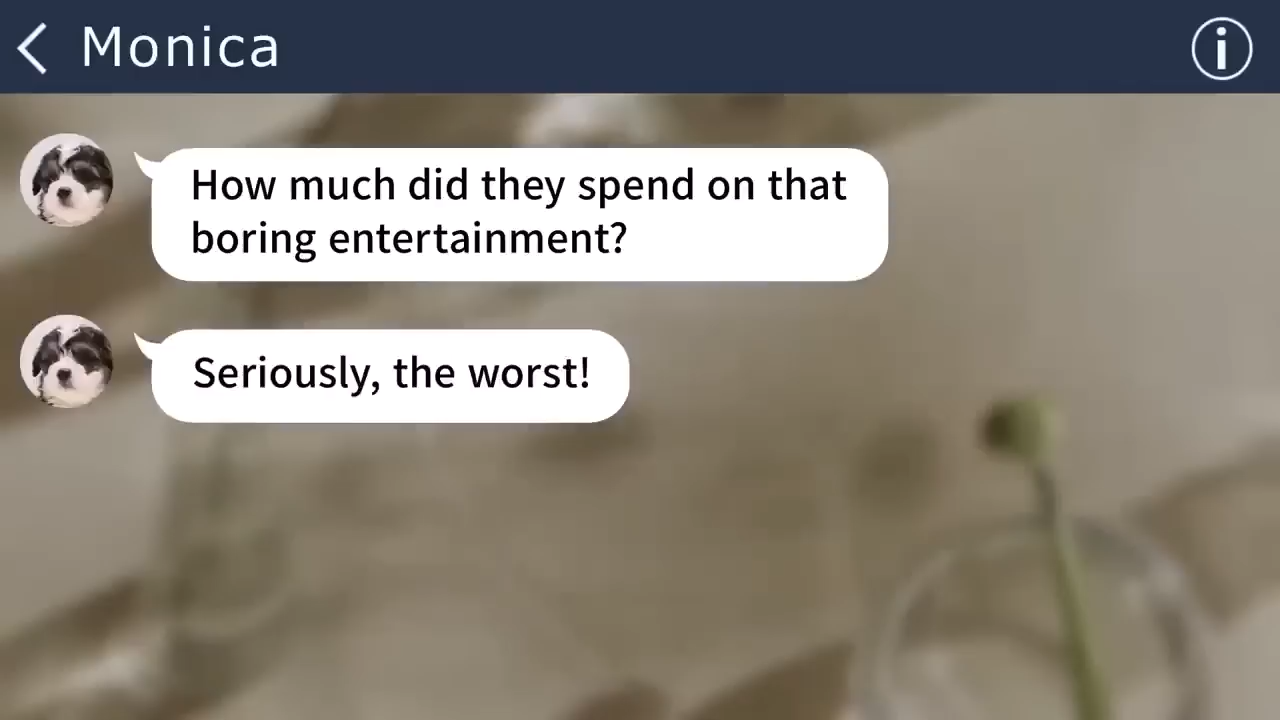 Monica
How much did they spend on that
boring entertainment?
Seriously, the worst!